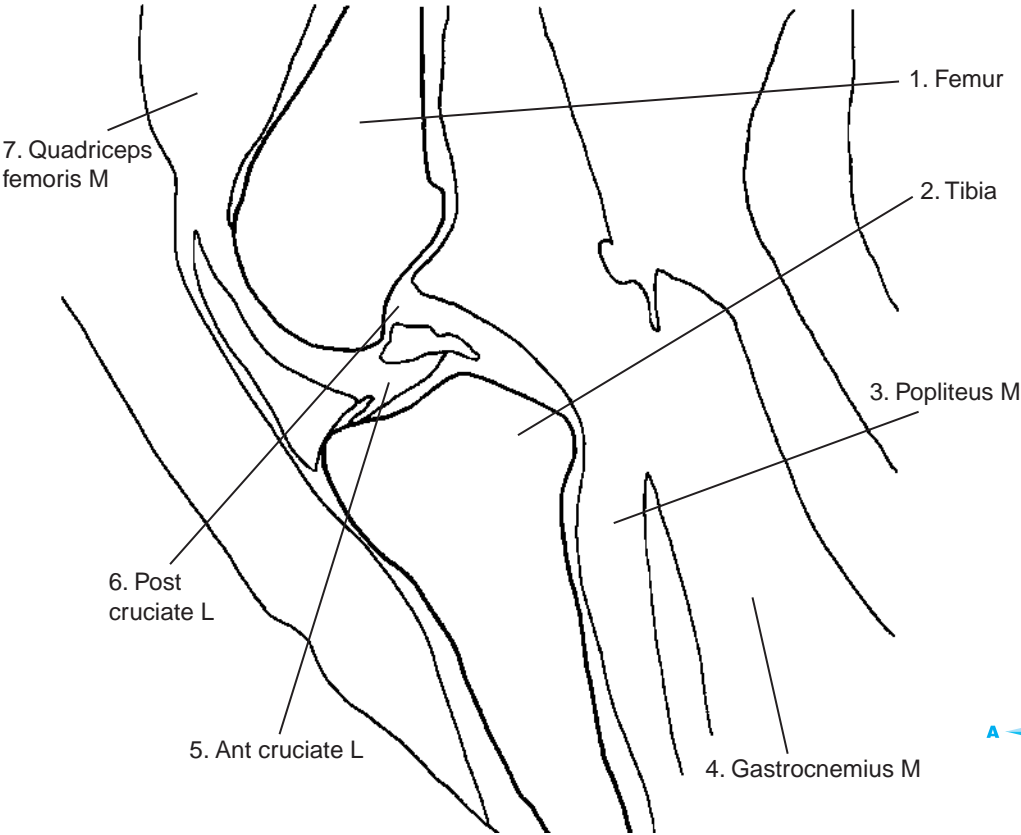 1. Femur
7. Quadriceps
femoris M
2. Tibia
3. Popliteus M
6. Post
cruciate L
5. Ant cruciate L
A
4. Gastrocnemius M